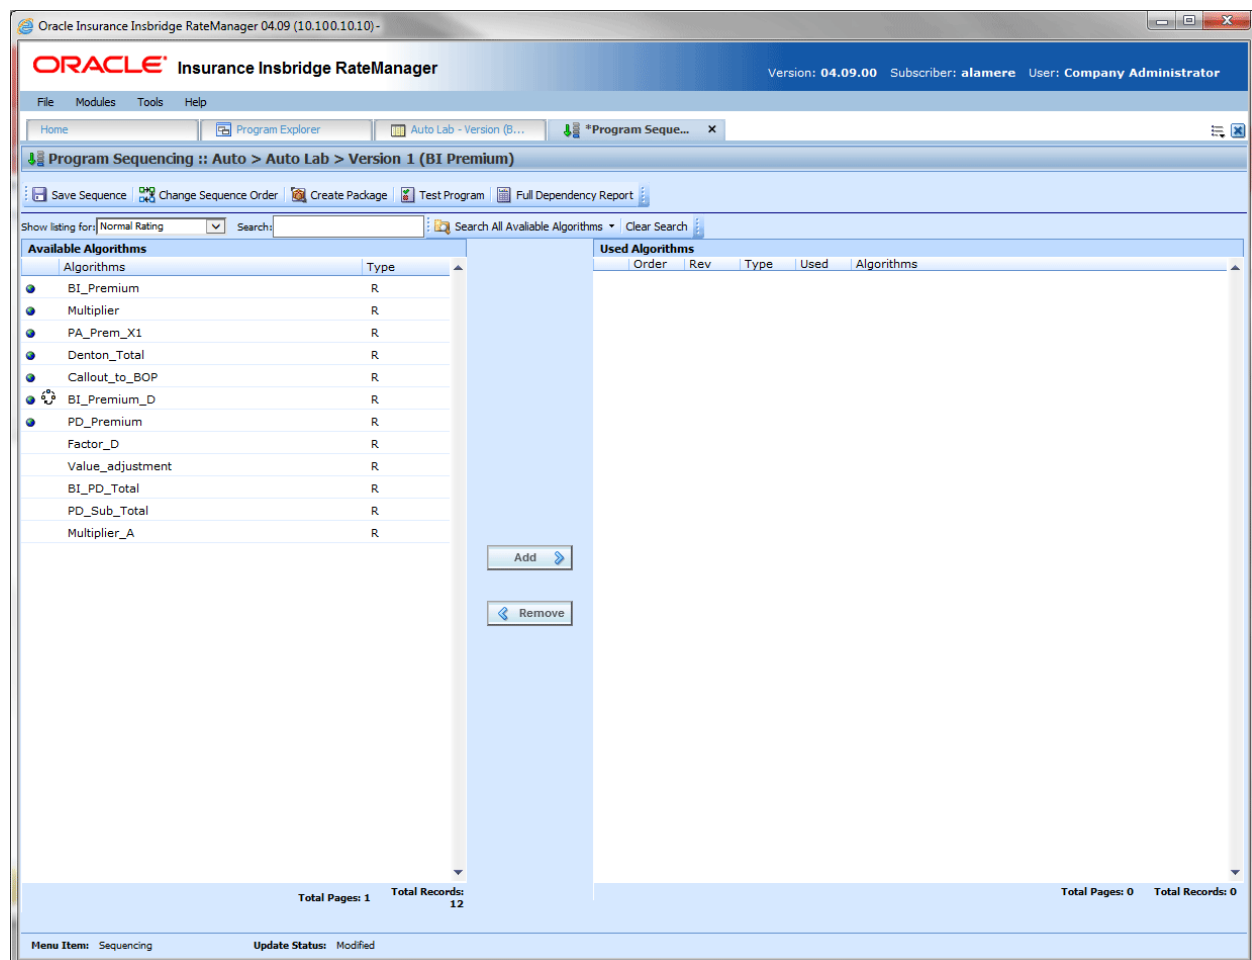 Oracle Insurance Insbridge RateManager 04.09 (10.100.10.10) -
ORACLE Insurance Insbridge RateManager
Version: 04.09.00 Subscriber: alamere User: Company Administrator
File Modules Tools Help
Home Program Explorer Auto Lab - Version (B... *Program Seque... x
Program Sequencing :: Auto > Auto Lab > Version 1 (BI Premium)
Save Sequence Change Sequence Order Create Package Test Program Full Dependency Report
Show listing for: Normal Rating Search: Search All Avaliable Algorithms Clear Search
Available Algorithms
Algorithms Type
BI_Premium R
Multiplier R
PA_Prem_X1 R
Denton_Total R
Callout_to_BOP R
BI_Premium_D R
PD_Premium R
Factor_D R
Value_adjustment R
BI_PD_Total R
PD_Sub_Total R
Multiplier_A R
Total Pages: 1 Total Records: 12
Add
Remove
Used Algorithms
Order Rev Type Used Algorithms
Total Pages: 0 Total Records: 0
Menu Item: Sequencing Update Status: Modified